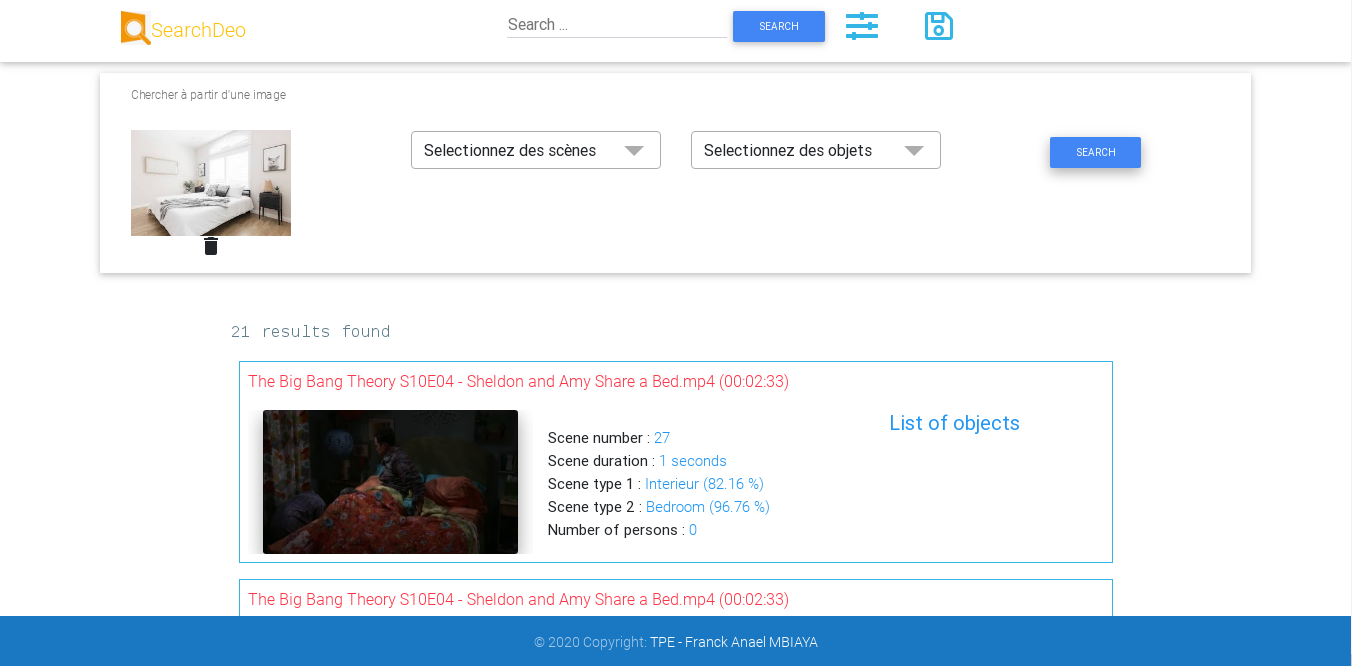 SearchDeo
Search ...
SEARCH
Chercher à partir d'une image
Selectionnez des scènes
Selectionnez des objets
SEARCH
21 results found
The Big Bang Theory S10E04 - Sheldon and Amy Share a Bed.mp4 (00:02:33)
List of objects
Scene number : 27
Scene duration : 1 seconds
Scene type 1 : Interieur (82.16 %)
Scene type 2 : Bedroom (96.76 %)
Number of persons : 0
The Big Bang Theory S10E04 - Sheldon and Amy Share a Bed.mp4 (00:02:33)
© 2020 Copyright: TPE - Franck Anael MBIAYA